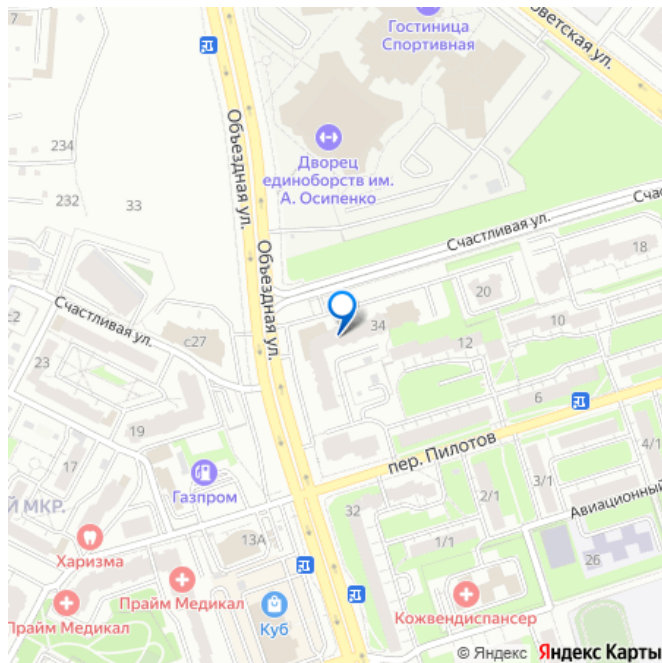 Гостиница
Спортивная
оветская ул.
Объездная ул.
234
Дворец
единоборств им.
А. Осипенко
232
33
Счас
Счастливая ул.
18
Объездная ул.
20
с2
Счастливая ул.
с27
34
10
12
23
6
19
пер. Пилотов
4/1
17
Газпром
3/1
2/1
Авиационный
Й МКР.
32
13А
1/1
26
Харизма
Прайм Медикал
Кожвендиспансер
Прайм Медикал
Куб
© Яндекс Яндекс Карты